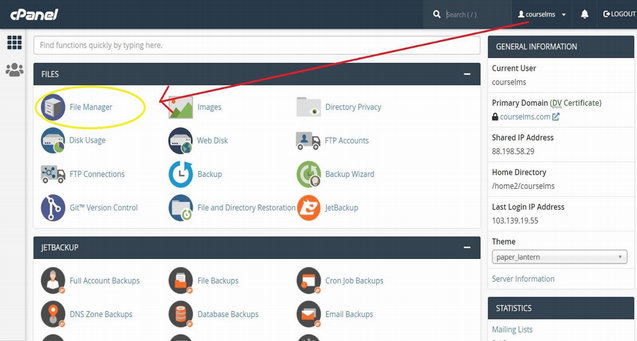 cPanel
Search ( / )
courselms
LOGOUT
Find functions quickly by typing here.
FILES
File Manager
Images
Directory Privacy
Disk Usage
Web Disk
FTP Accounts
FTP Connections
Backup
Backup Wizard
Git™ Version Control
File and Directory Restoration
JetBackup
JETBACKUP
Full Account Backups
File Backups
Cron Job Backups
DNS Zone Backups
Database Backups
Email Backups
GENERAL INFORMATION
Current User
courselms
Primary Domain (DV Certificate)
courselms.com
Shared IP Address
88.198.58.29
Home Directory
/home2/courselms
Last Login IP Address
103.139.19.55
Theme
paper_lantern
Server Information
STATISTICS
Mailing Lists